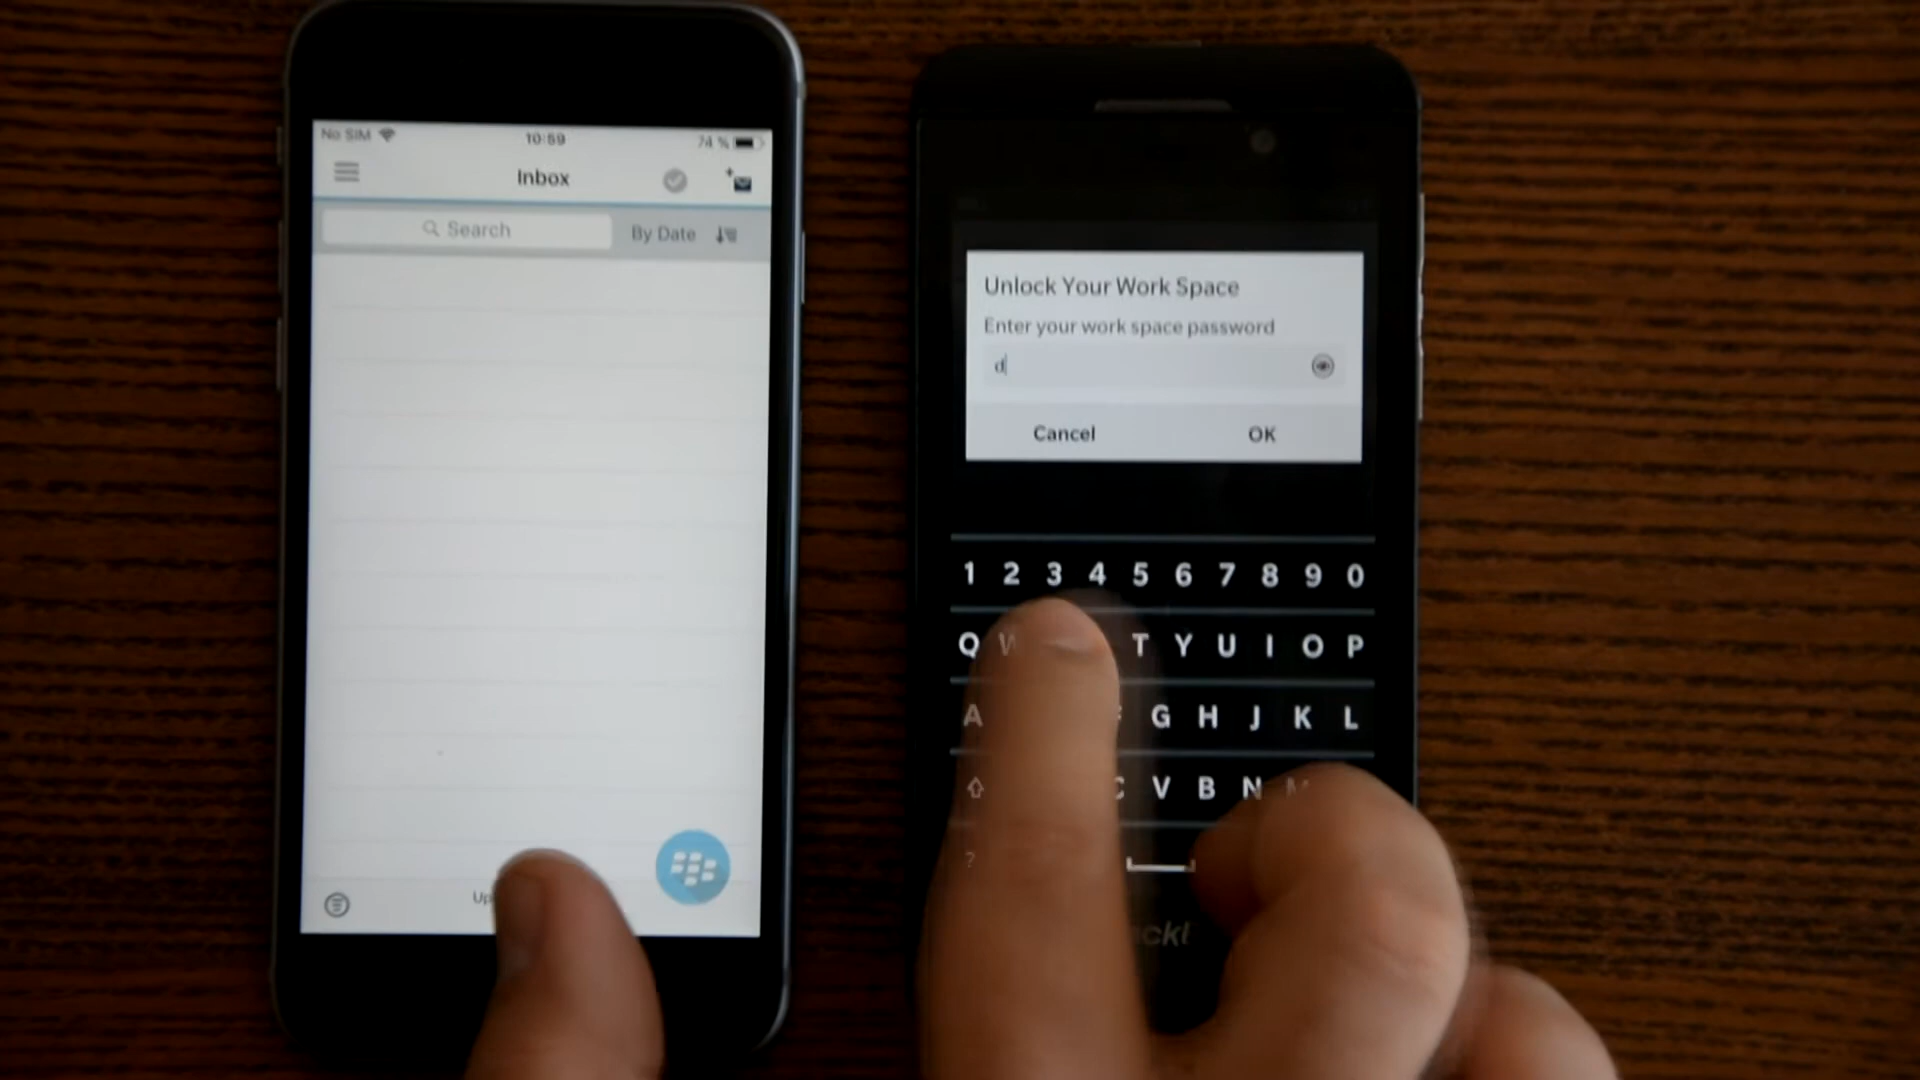 No SIM 10:59 74 %
Inbox
Search By Date
Unlock Your Work Space
Enter your work space password
d
Cancel OK
1 2 3 4 5 6 7 8 9 0
Q W T Y U I O P
A G H J K L
V B N M
?
Up